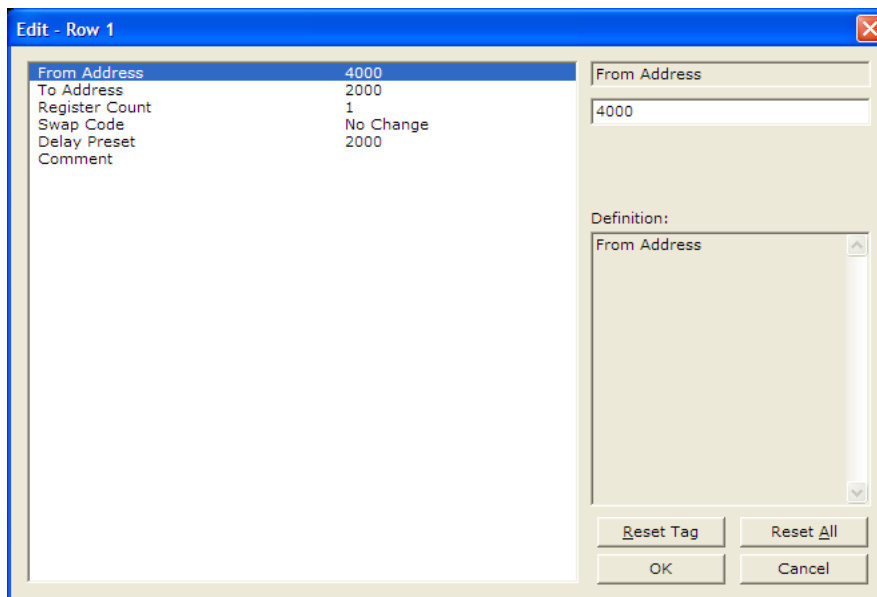 Edit - Row 1
From Address 4000
To Address 2000
Register Count 1
Swap Code No Change
Delay Preset 2000
Comment
From Address
4000
Definition:
From Address
Reset Tag Reset All
OK Cancel